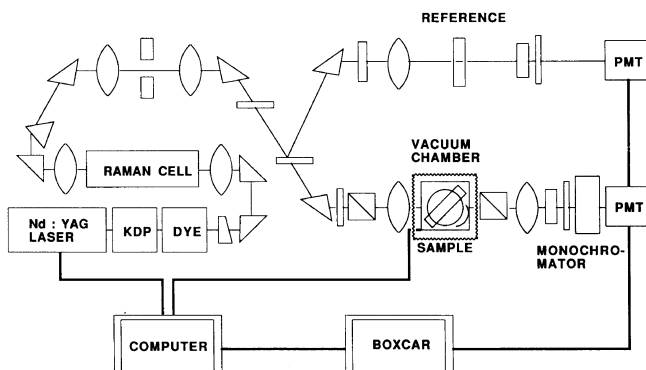 REFERENCE
PMT
VACUUM
CHAMBER
RAMAN CELL
Nd : YAG
LASER
KDP
DYE
PMT
SAMPLE
MONOCHRO-
MATOR
COMPUTER
BOXCAR